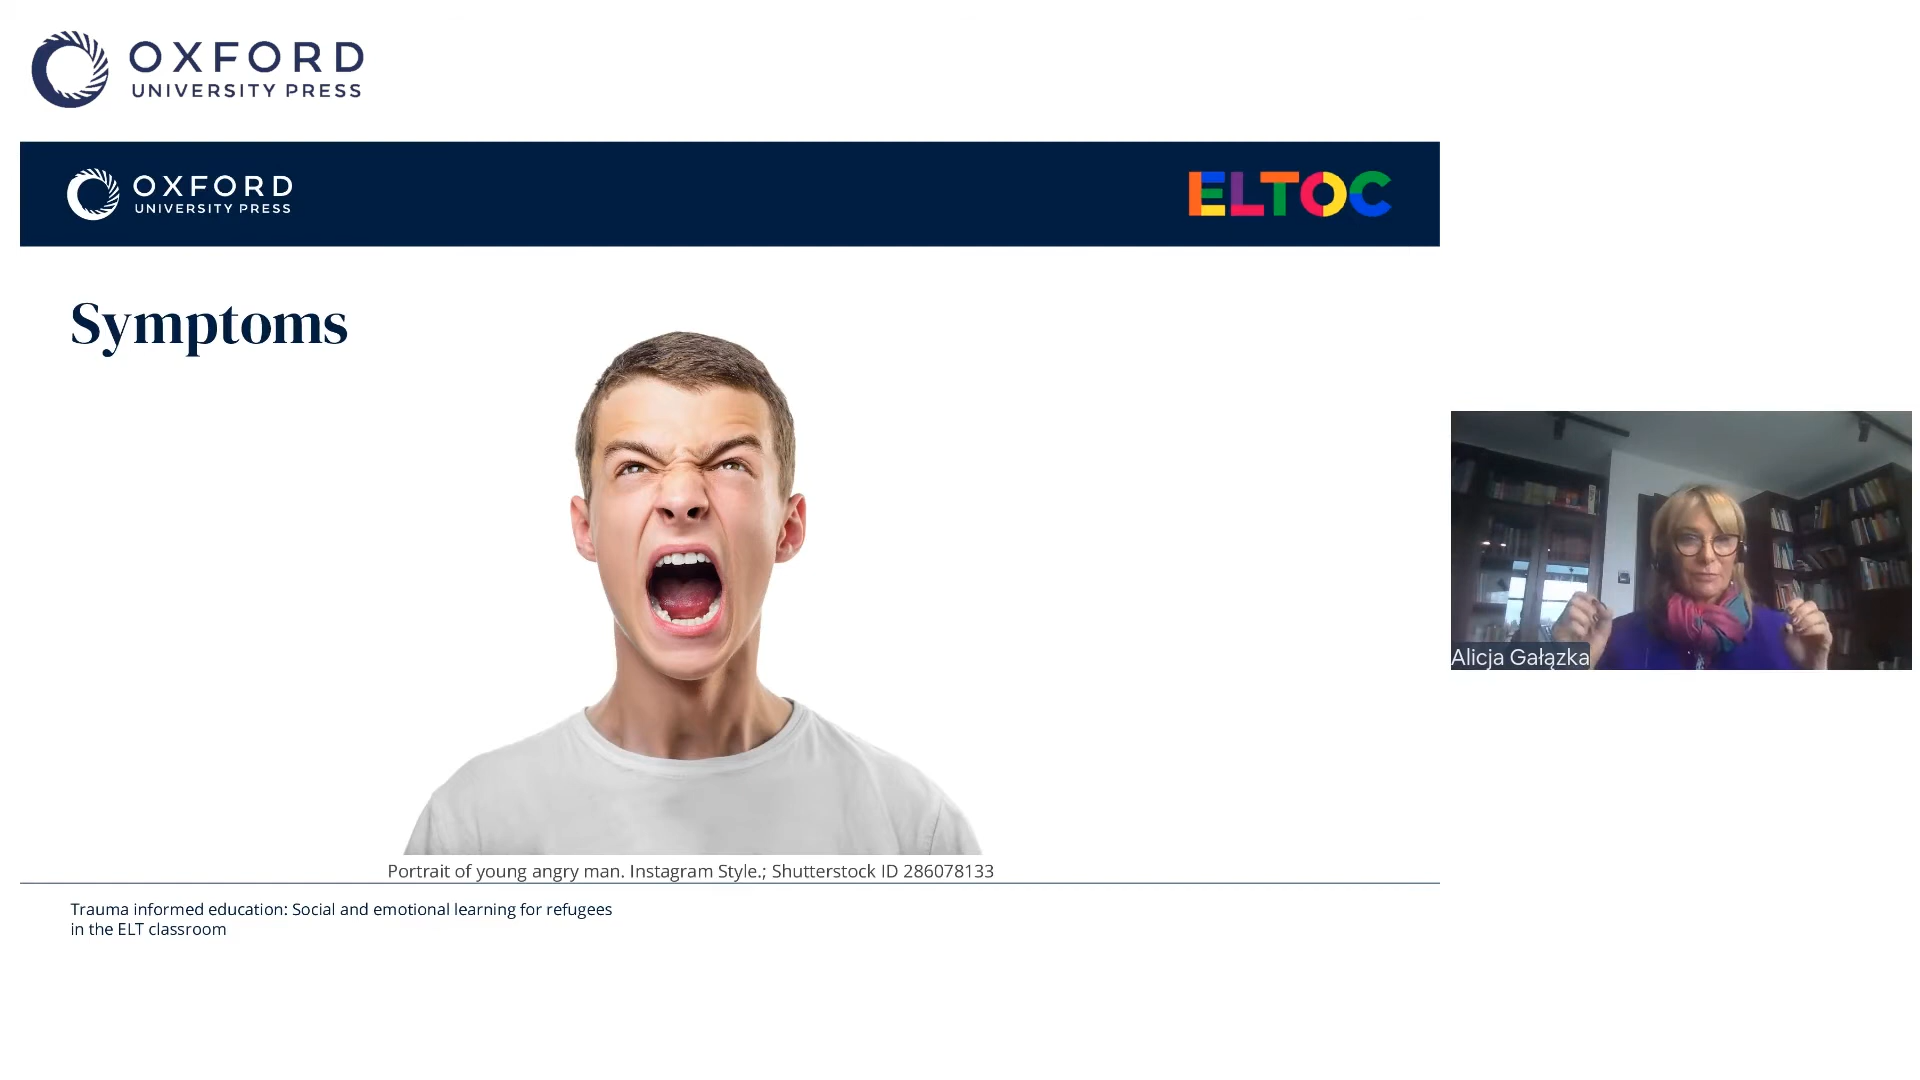 OXFORD
UNIVERSITY PRESS
OXFORD
UNIVERSITY PRESS
ELTOC
Symptoms
Alicja Gałązka
Portrait of young angry man. Instagram Style.; Shutterstock ID 286078133
Trauma informed education: Social and emotional learning for refugees
in the ELT classroom